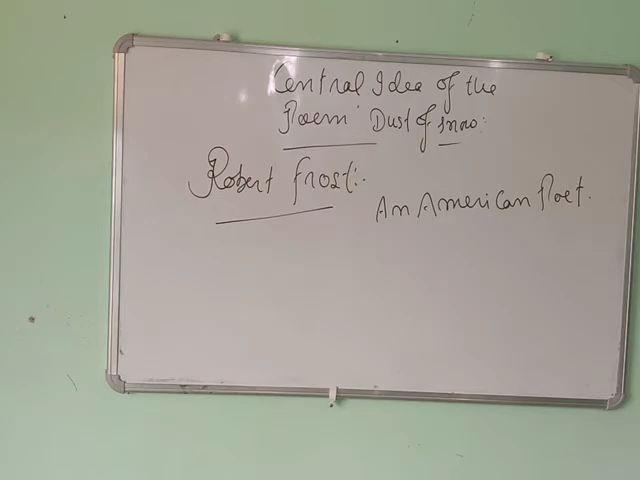 Central Idea of the
Poem Dust of Snow:
Robert Frost:.
An American Poet.